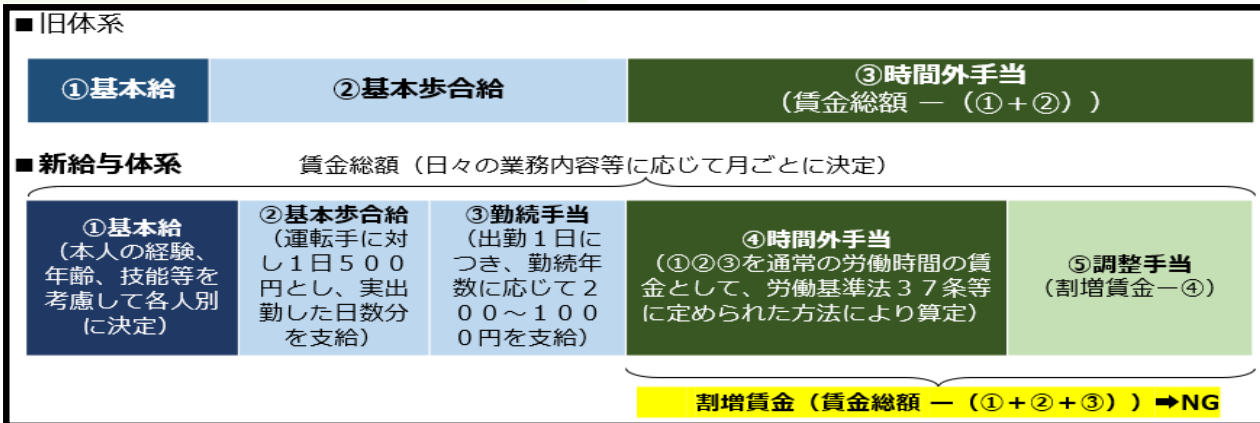 ■旧体系
①基本給
②基本歩合給
③時間外手当
（賃金総額 ― （①＋②））
■新給与体系
賃金総額（日々の業務内容等に応じて月ごとに決定）
①基本給
（本人の経験、
年齢、技能等を
考慮して各人別
に決定）
②基本歩合給
（運転手に対
し１日５００
円とし、実出
勤した日数分
を支給）
③勤続手当
（出勤１日に
つき、勤続年
数に応じて２
００～１００
０円を支給）
④時間外手当
（①②③を通常の労働時間の賃
金として、労働基準法３７条等
に定められた方法により算定）
⑤調整手当
（割増賃金―④）
割増賃金（賃金総額 ― （①＋②＋③））➡NG